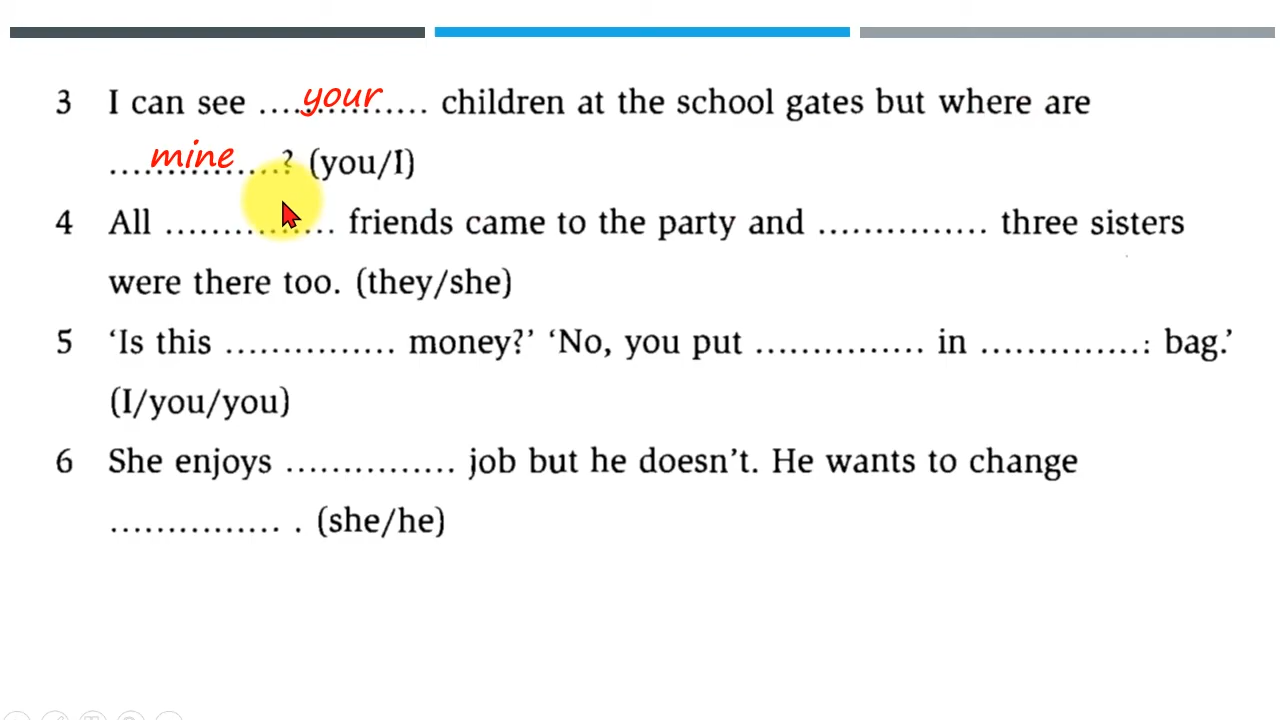 3 I can see ....your.... children at the school gates but where are
....mine....? (you/I)
4 All ............... friends came to the party and ............... three sisters
were there too. (they/she)
5 ‘Is this ............... money?’ ‘No, you put ............... in ..............: bag.’
(I/you/you)
6 She enjoys ............... job but he doesn’t. He wants to change
............... . (she/he)